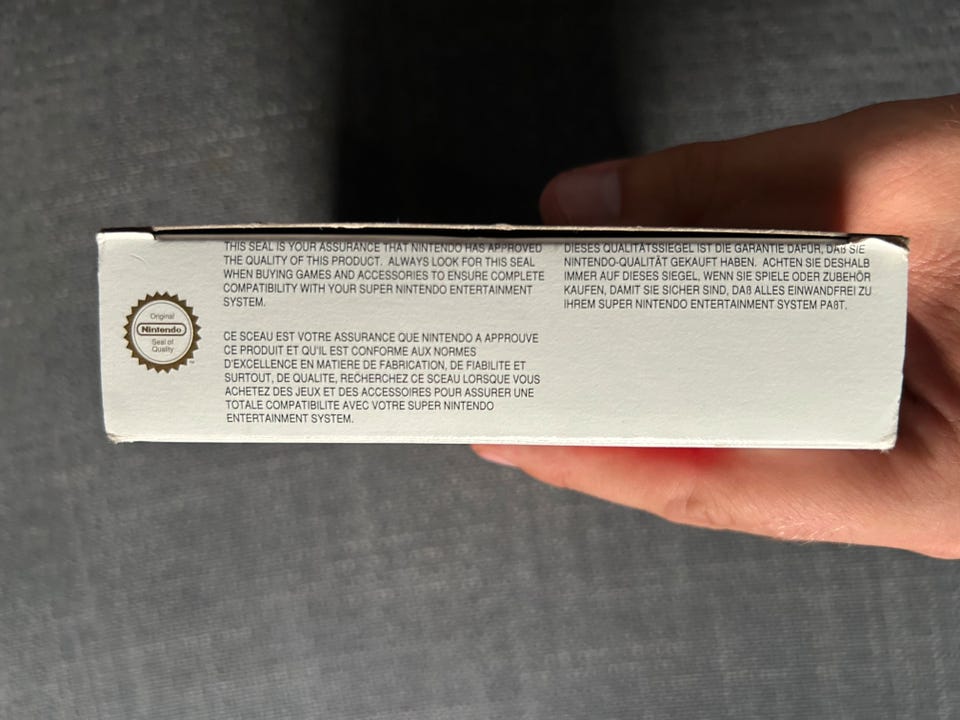 Original
Nintendo
Seal of
Quality
THIS SEAL IS YOUR ASSURANCE THAT NINTENDO HAS APPROVED
THE QUALITY OF THIS PRODUCT. ALWAYS LOOK FOR THIS SEAL
WHEN BUYING GAMES AND ACCESSORIES TO ENSURE COMPLETE
COMPATIBILITY WITH YOUR SUPER NINTENDO ENTERTAINMENT
SYSTEM.
CE SCEAU EST VOTRE ASSURANCE QUE NINTENDO A APPROUVE
CE PRODUIT ET QU'IL EST CONFORME AUX NORMES
D'EXCELLENCE EN MATIERE DE FABRICATION, DE FIABILITE ET
SURTOUT, DE QUALITE, RECHERCHEZ CE SCEAU LORSQUE VOUS
ACHETEZ DES JEUX ET DES ACCESSOIRES POUR ASSURER UNE
TOTALE COMPATIBILITE AVEC VOTRE SUPER NINTENDO
ENTERTAINMENT SYSTEM.
DIESES QUALITÄTSSIEGEL IST DIE GARANTIE DAFÜR, DAß SIE
NINTENDO-QUALITÄT GEKAUFT HABEN. ACHTEN SIE DESHALB
IMMER AUF DIESES SIEGEL, WENN SIE SPIELE ODER ZUBEHÖR
KAUFEN, DAMIT SIE SICHER SIND, DAß ALLES EINWANDFREI ZU
IHREM SUPER NINTENDO ENTERTAINMENT SYSTEM PAßT.